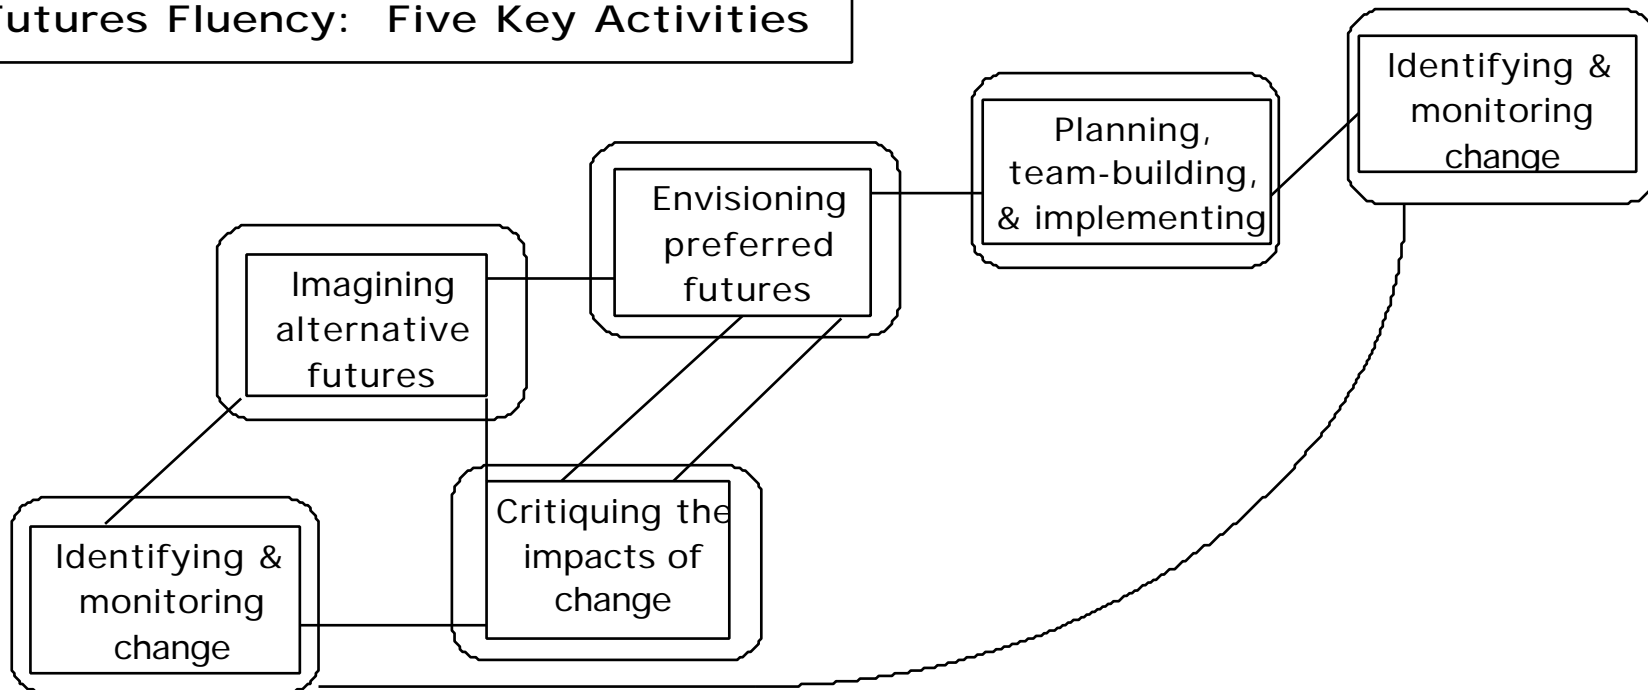 Futures Fluency: Five Key Activities
Identifying &
monitoring
change
Planning,
team-building,
& implementing
Envisioning
preferred
futures
Imagining
alternative
futures
Critiquing the
impacts of
change
Identifying &
monitoring
change